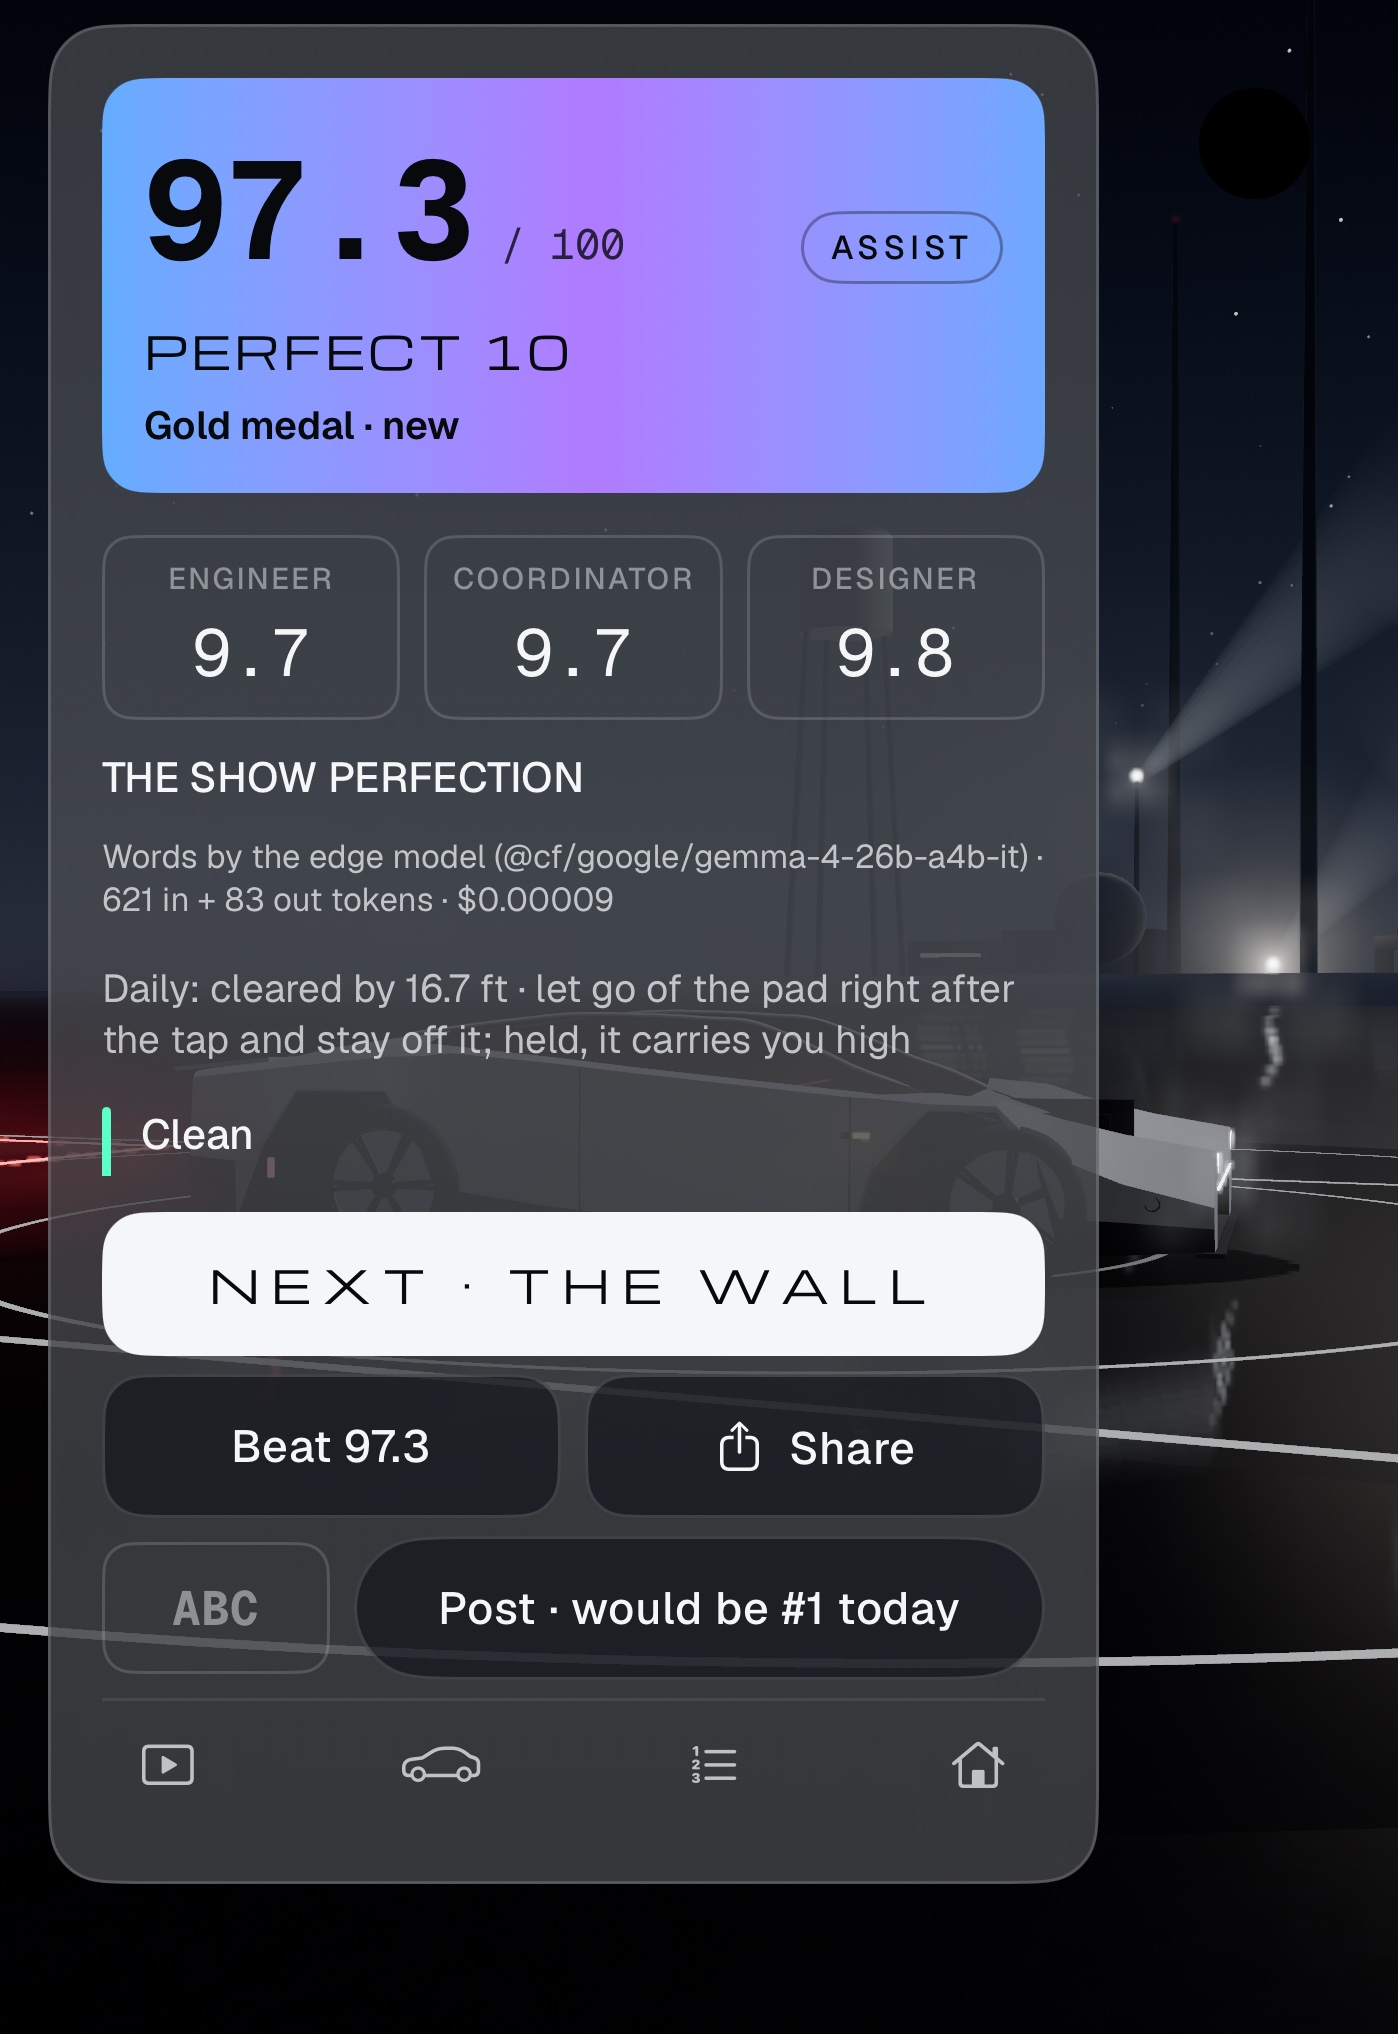 97.3 / 100
ASSIST
PERFECT 10
Gold medal · new
ENGINEER
9.7
COORDINATOR
9.7
DESIGNER
9.8
THE SHOW PERFECTION
Words by the edge model (@cf/google/gemma-4-26b-a4b-it) ·
621 in + 83 out tokens · $0.00009
Daily: cleared by 16.7 ft · let go of the pad right after
the tap and stay off it; held, it carries you high
Clean
NEXT · THE WALL
Beat 97.3
Share
ABC
Post · would be #1 today
1
2
3